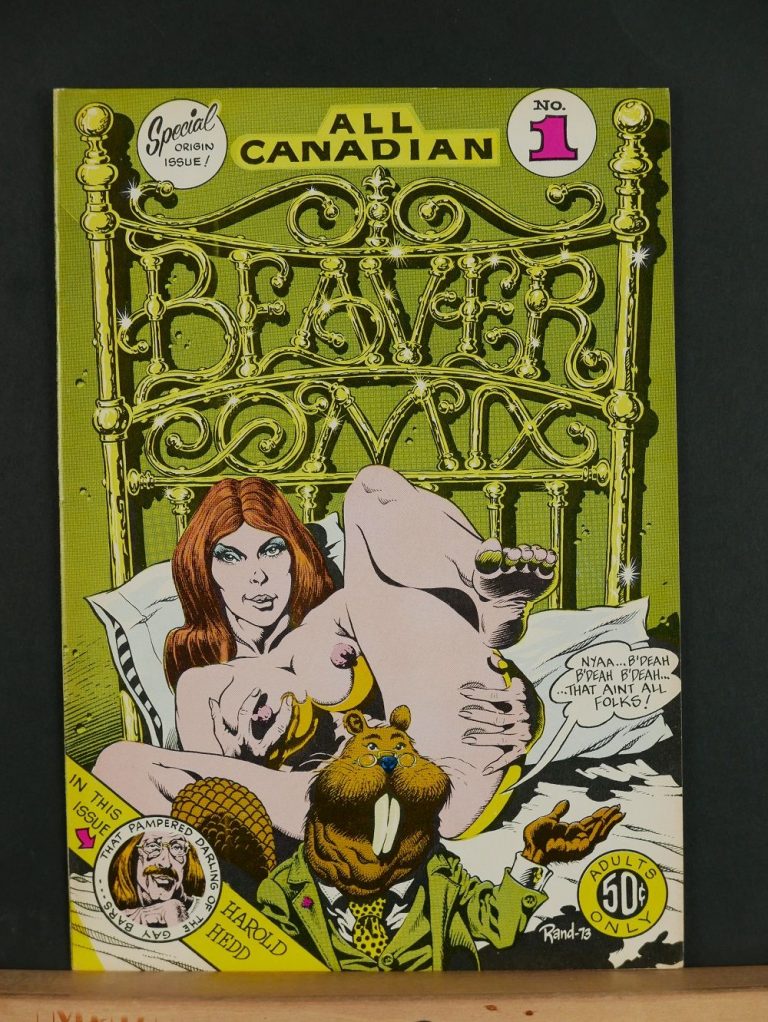 Special
ORIGIN
ISSUE!
ALL
CANADIAN
No.
1
BEAVER
COMIX
NYAA...B'DEAH
B'DEAH B'DEAH...
...THAT AINT ALL
FOLKS!
IN THIS
ISSUE
THAT PAMPERED DARLING OF THE GAY BARS...
HAROLD
HEDD
ADULTS
50¢
ONLY
Rand-73